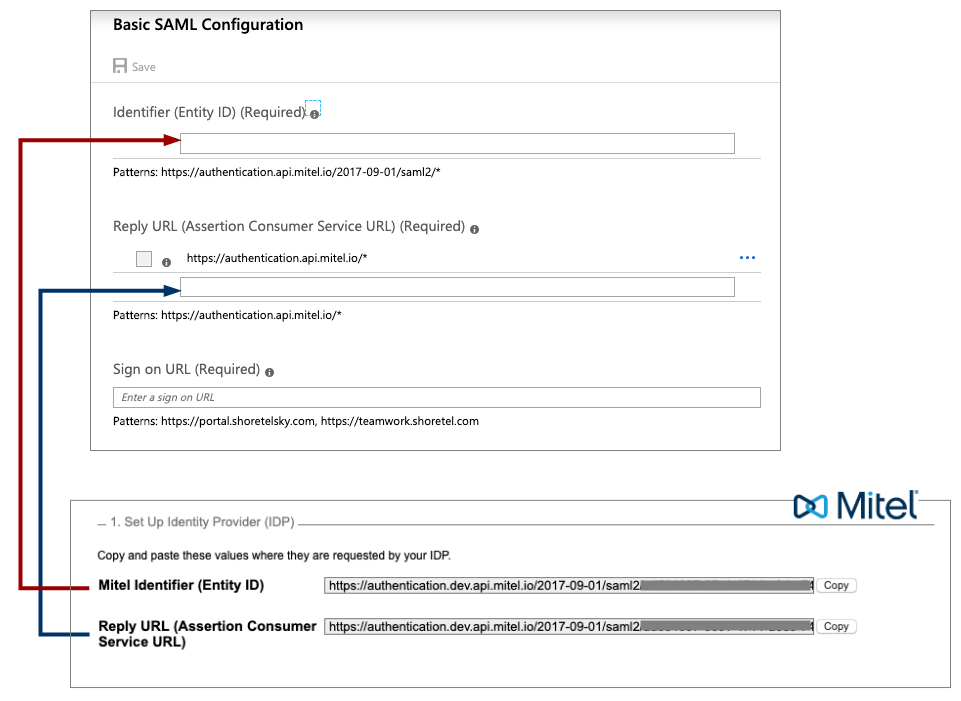 Basic SAML Configuration
Save
Identifier (Entity ID) (Required)
Patterns: https://authentication.api.mitel.io/2017-09-01/saml2/*
Reply URL (Assertion Consumer Service URL) (Required)
https://authentication.api.mitel.io/*
Patterns: https://authentication.api.mitel.io/*
Sign on URL (Required)
Enter a sign on URL
Patterns: https://portal.shoretelsky.com, https://teamwork.shoretel.com
Mitel
1. Set Up Identity Provider (IDP)
Copy and paste these values where they are requested by your IDP.
Mitel Identifier (Entity ID) https://authentication.dev.api.mitel.io/2017-09-01/saml2/ Copy
Reply URL (Assertion Consumer https://authentication.dev.api.mitel.io/2017-09-01/saml2/ Copy
Service URL)